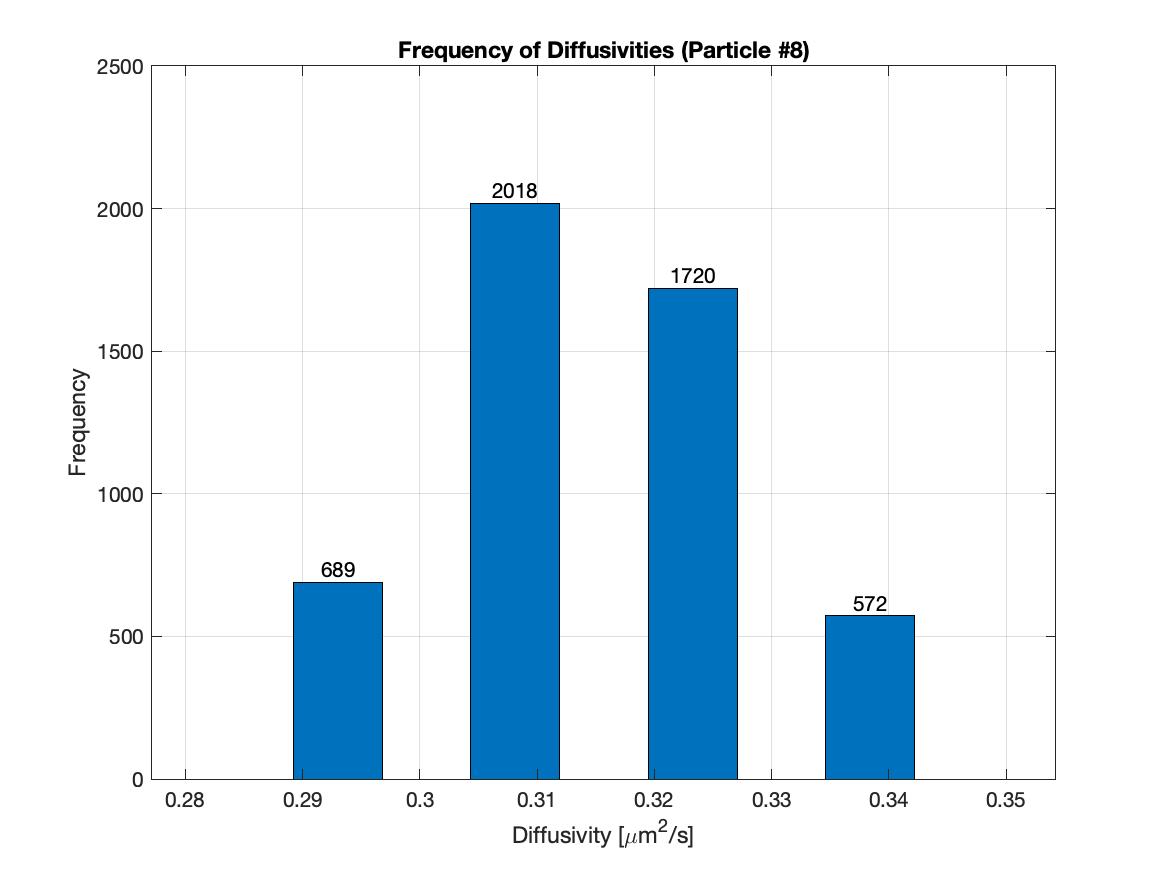 Frequency of Diffusivities (Particle #8)
2500
2000
1500
1000
500
0
Frequency
689
2018
1720
572
0.28 0.29 0.3 0.31 0.32 0.33 0.34 0.35
Diffusivity [μm²/s]